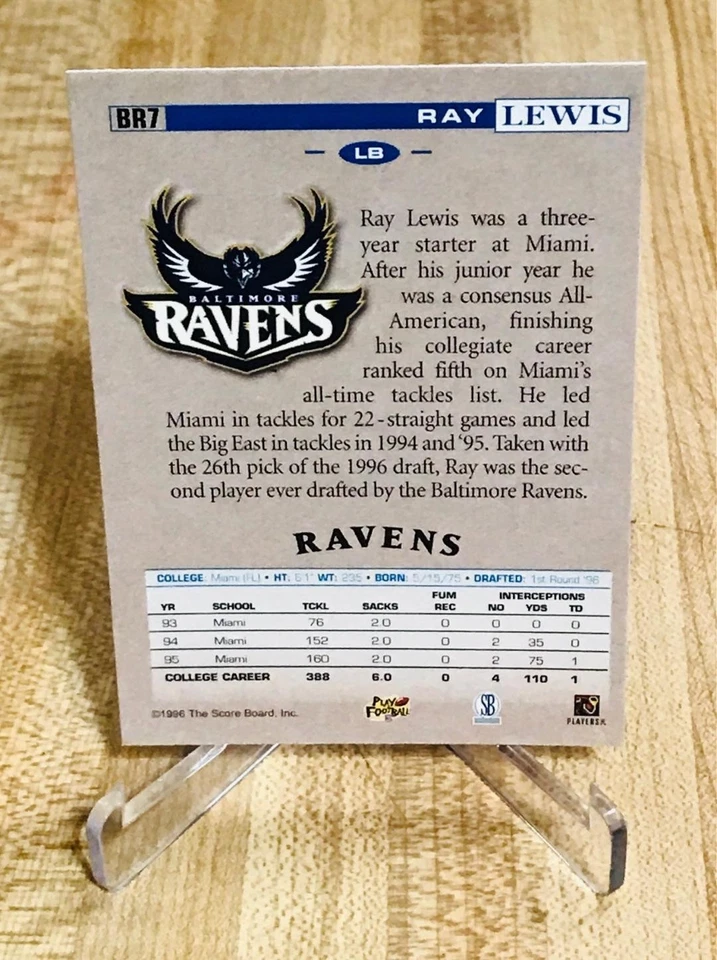 BR7 RAY LEWIS
LB
BALTIMORE
RAVENS
Ray Lewis was a three-
year starter at Miami.
After his junior year he
was a consensus All-
American, finishing
his collegiate career
ranked fifth on Miami's
all-time tackles list. He led
Miami in tackles for 22-straight games and led
the Big East in tackles in 1994 and '95. Taken with
the 26th pick of the 1996 draft, Ray was the sec-
ond player ever drafted by the Baltimore Ravens.
RAVENS
COLLEGE: Miami (FL) • HT: 6'1" WT: 235 • BORN: 5/15/75 • DRAFTED: 1st Round '96
FUM INTERCEPTIONS
YR SCHOOL TCKL SACKS REC NO YDS TD
93 Miami 76 2.0 0 0 0 0
94 Miami 152 2.0 0 2 35 0
95 Miami 160 2.0 0 2 75 1
COLLEGE CAREER 388 6.0 0 4 110 1
©1996 The Score Board, Inc. PLAY FOOTBALL SB PLAYERS INC